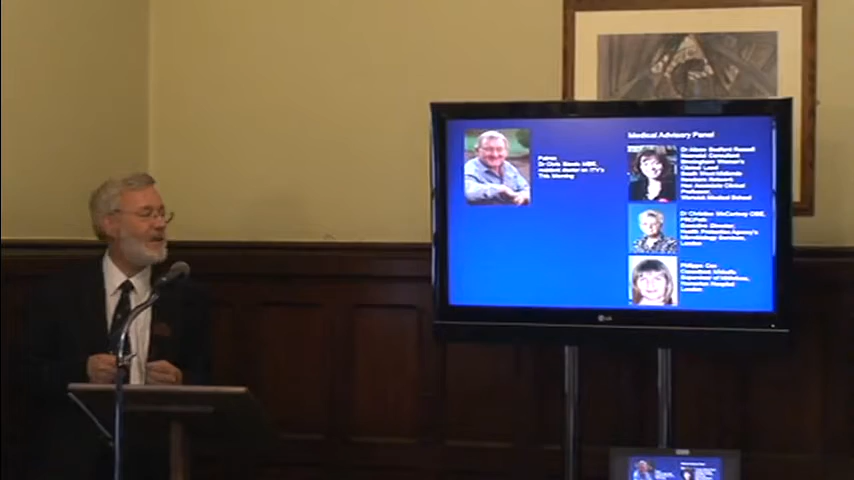 Patron
Dr Chris Steele MBE,
resident doctor on ITV's
This Morning
Medical Advisory Panel
Dr Alison Bedford Russell
Neonatal Consultant
Birmingham Women's
Clinical Lead
South West Midlands
Newborn Network
Hon Associate Clinical
Professor,
Warwick Medical School
Dr Christine McCartney OBE,
FRCPath
Executive Director,
Health Protection Agency's
Microbiology Services,
London
Philippa Cox
Consultant Midwife
Supervisor of Midwives,
Homerton Hospital
London
LG